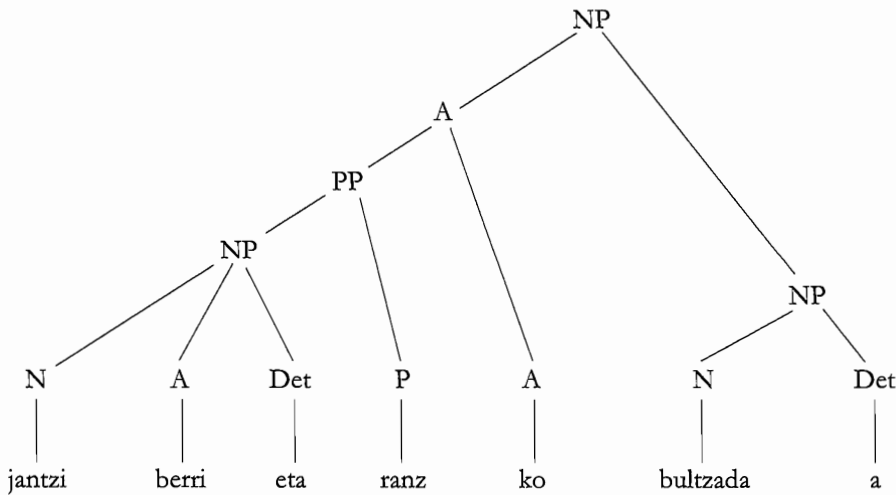 NP
A
PP
NP
NP
N A Det P A N Det
jantzi berri eta ranz ko bultzada a